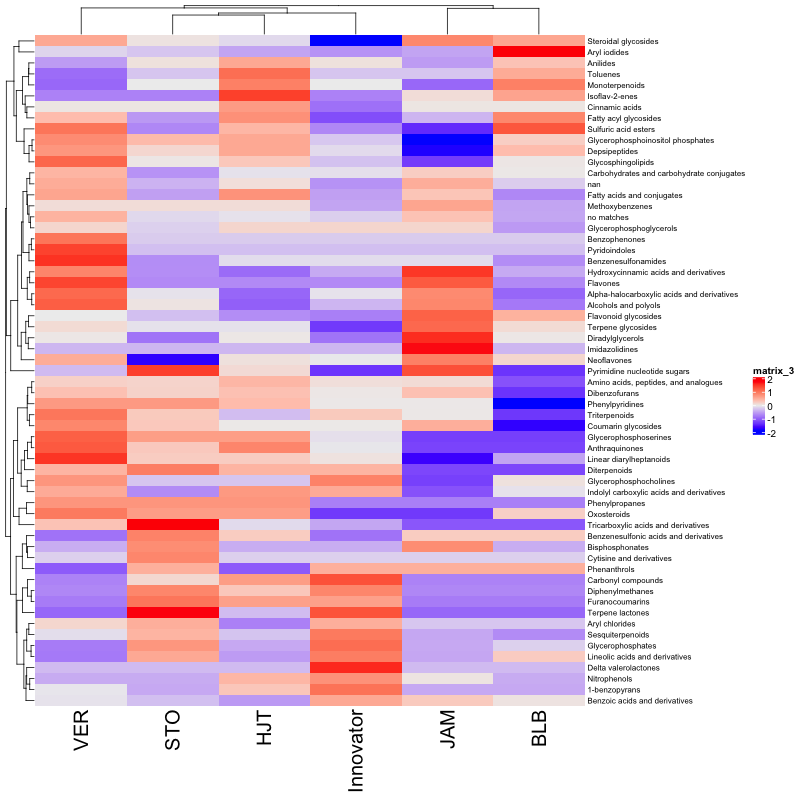 Steroidal glycosides
Aryl iodides
Anilides
Toluenes
Monoterpenoids
Isoflav-2-enes
Cinnamic acids
Fatty acyl glycosides
Sulfuric acid esters
Glycerophosphoinositol phosphates
Depsipeptides
Glycosphingolipids
Carbohydrates and carbohydrate conjugates
nan
Fatty acids and conjugates
Methoxybenzenes
no matches
Glycerophosphoglycerols
Benzophenones
Pyridoindoles
Benzenesulfonamides
Hydroxycinnamic acids and derivatives
Flavones
Alpha-halocarboxylic acids and derivatives
Alcohols and polyols
Flavonoid glycosides
Terpene glycosides
Diradylglycerols
Imidazolidines
Neoflavones
Pyrimidine nucleotide sugars
Amino acids, peptides, and analogues
Dibenzofurans
Phenylpyridines
Triterpenoids
Coumarin glycosides
Glycerophosphoserines
Anthraquinones
Linear diarylheptanoids
Diterpenoids
Glycerophosphocholines
Indolyl carboxylic acids and derivatives
Phenylpropanes
Oxosteroids
Tricarboxylic acids and derivatives
Benzenesulfonic acids and derivatives
Bisphosphonates
Cytisine and derivatives
Phenanthrols
Carbonyl compounds
Diphenylmethanes
Furanocoumarins
Terpene lactones
Aryl chlorides
Sesquiterpenoids
Glycerophosphates
Lineolic acids and derivatives
Delta valerolactones
Nitrophenols
1-benzopyrans
Benzoic acids and derivatives
VER
STO
HJT
Innovator
JAM
BLB
matrix_3
2
1
0
-1
-2